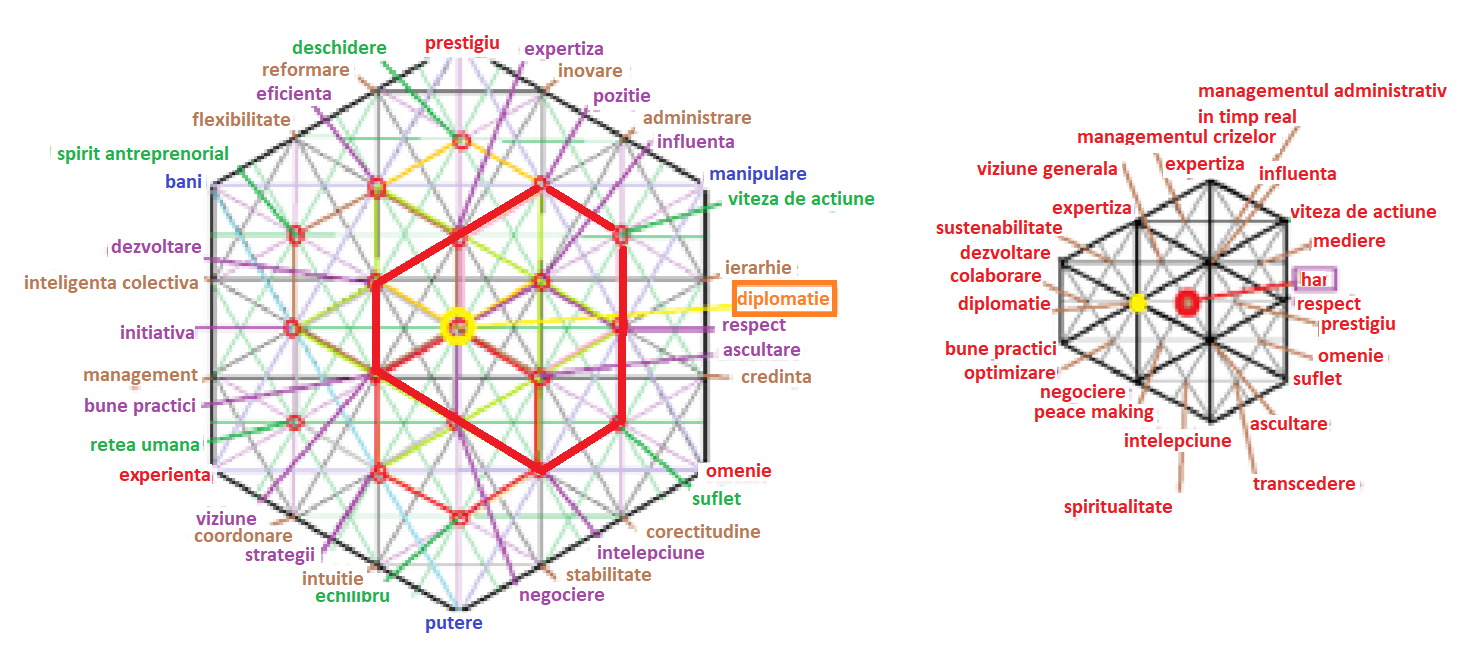 deschidere
prestigiu
expertiza
reformare
inovare
eficienta
pozitie
flexibilitate
administrare
influenta
spirit antreprenorial
bani
manipulare
viteza de actiune
dezvoltare
inteligenta colectiva
ierarhie
diplomatie
initiativa
respect
ascultare
management
credinta
bune practici
retea umana
experienta
omenie
suflet
viziune
coordonare
strategii
corectitudine
intelepciune
intuitie
stabilitate
echilibru
negociere
putere
managementul administrativ
in timp real
managementul crizelor
viziune generala
expertiza
influenta
expertiza
viteza de actiune
sustenabilitate
mediere
dezvoltare
colaborare
har
diplomatie
respect
prestigiu
bune practici
omenie
optimizare
suflet
negociere
peace making
ascultare
intelepciune
transcedere
spiritualitate